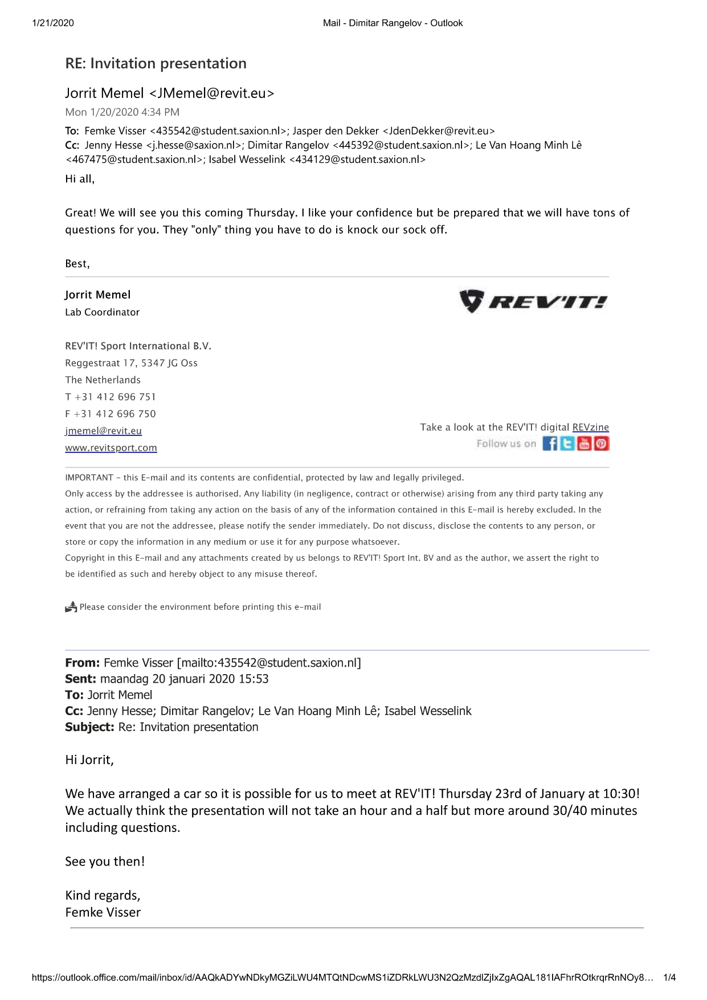 1/21/2020
Mail - Dimitar Rangelov - Outlook
RE: Invitation presentation
Jorrit Memel <JMemel@revit.eu>
Mon 1/20/2020 4:34 PM
To: Femke Visser <435542@student.saxion.nl>; Jasper den Dekker <JdenDekker@revit.eu>
Cc: Jenny Hesse <j.hesse@saxion.nl>; Dimitar Rangelov <445392@student.saxion.nl>; Le Van Hoang Minh Lê
<467475@student.saxion.nl>; Isabel Wesselink <434129@student.saxion.nl>
Hi all,
Great! We will see you this coming Thursday. I like your confidence but be prepared that we will have tons of
questions for you. They "only" thing you have to do is knock our sock off.
Best,
Jorrit Memel
REV'IT!
Lab Coordinator
REV'IT! Sport International B.V.
Reggestraat 17, 5347 JG Oss
The Netherlands
T +31 412 696 751
F +31 412 696 750
jmemel@revit.eu
Take a look at the REV'IT! digital REVzine
www.revitsport.com
Follow us on
IMPORTANT – this E-mail and its contents are confidential, protected by law and legally privileged.
Only access by the addressee is authorised. Any liability (in negligence, contract or otherwise) arising from any third party taking any
action, or refraining from taking any action on the basis of any of the information contained in this E-mail is hereby excluded. In the
event that you are not the addressee, please notify the sender immediately. Do not discuss, disclose the contents to any person, or
store or copy the information in any medium or use it for any purpose whatsoever.
Copyright in this E-mail and any attachments created by us belongs to REV'IT! Sport Int. BV and as the author, we assert the right to
be identified as such and hereby object to any misuse thereof.
Please consider the environment before printing this e-mail
From: Femke Visser [mailto:435542@student.saxion.nl]
Sent: maandag 20 januari 2020 15:53
To: Jorrit Memel
Cc: Jenny Hesse; Dimitar Rangelov; Le Van Hoang Minh Lê; Isabel Wesselink
Subject: Re: Invitation presentation
Hi Jorrit,
We have arranged a car so it is possible for us to meet at REV'IT! Thursday 23rd of January at 10:30!
We actually think the presentation will not take an hour and a half but more around 30/40 minutes
including questions.
See you then!
Kind regards,
Femke Visser
https://outlook.office.com/mail/inbox/id/AAQkADYwNDkyMGZiLWU4MTQtNDcwMS1iZDRkLWU3N2QzMzdlZjIxZgAQAL181IAFhrROtkrqrRnNOy8... 1/4